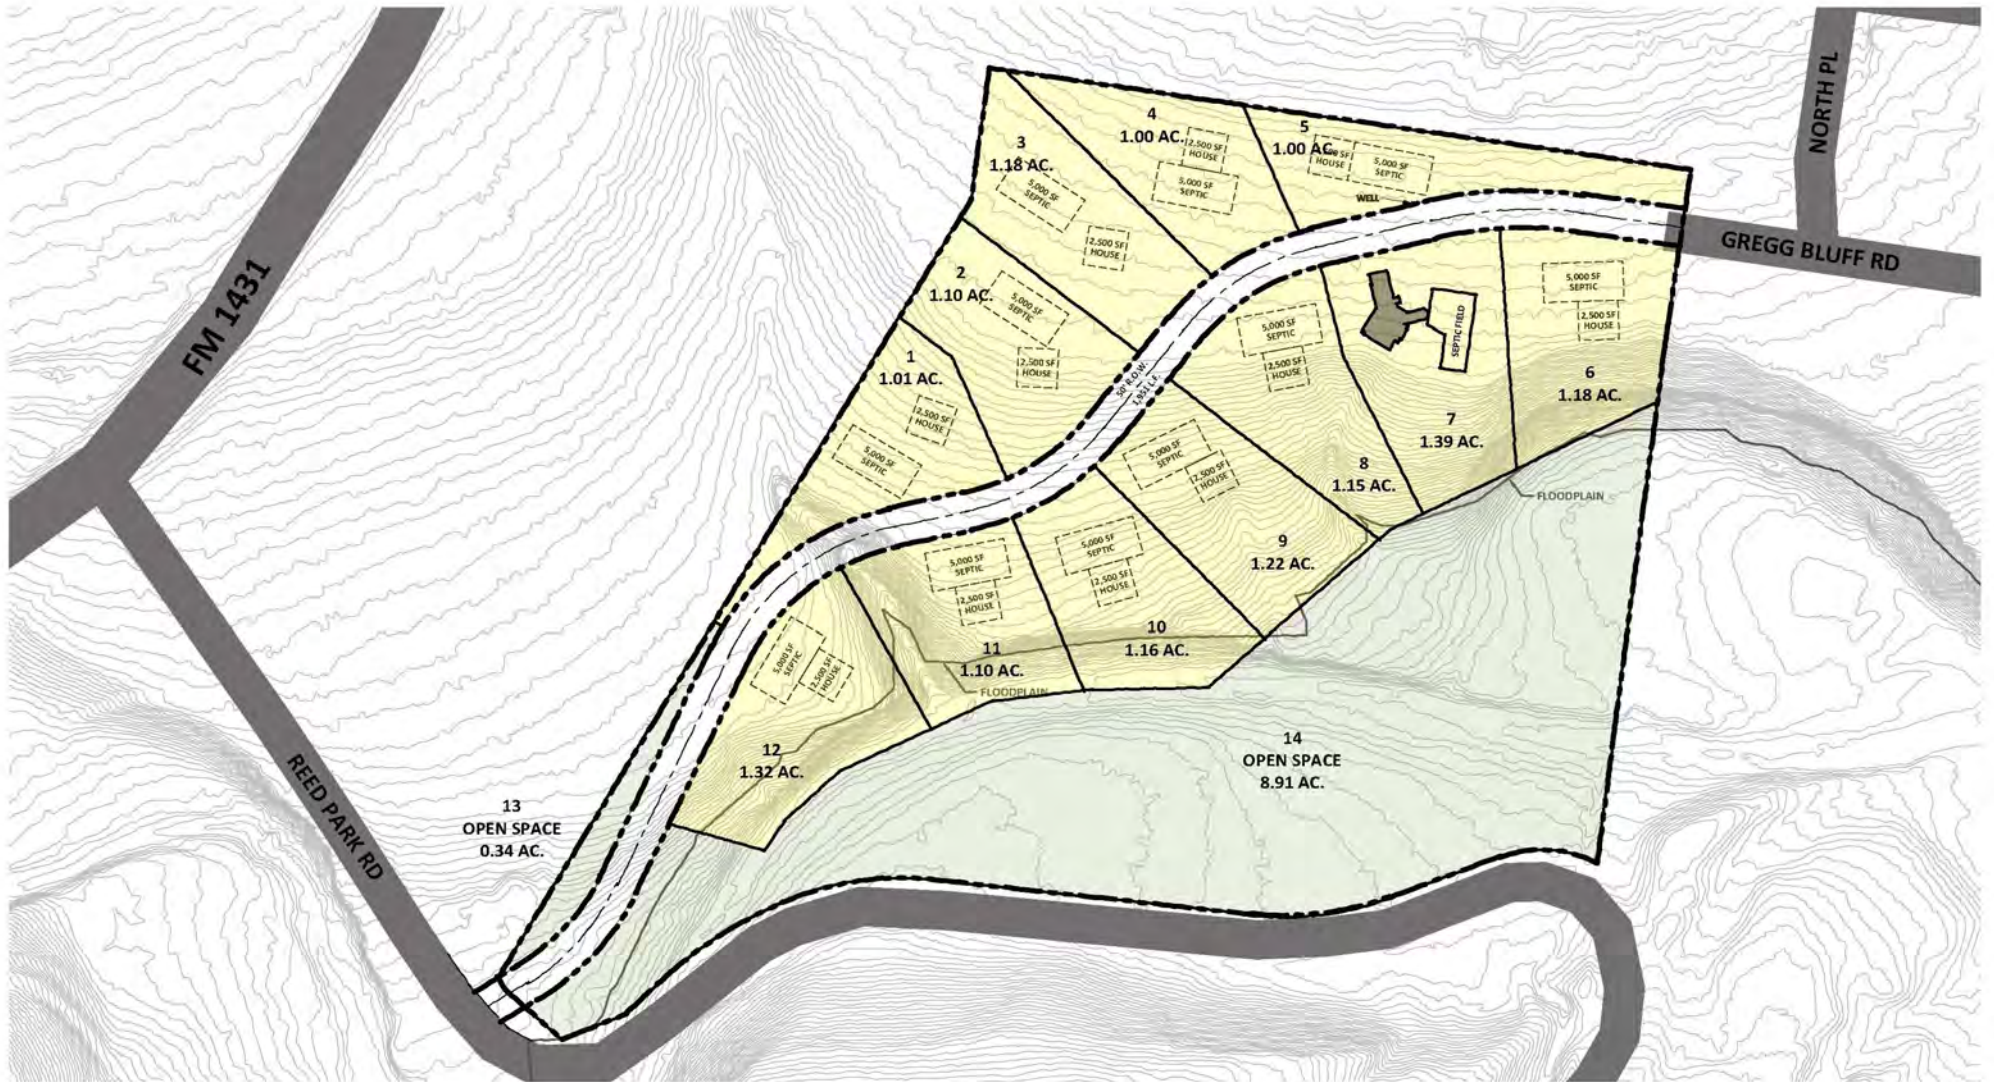 FM 1431
REED PARK RD
NORTH PL
GREGG BLUFF RD
50' R.O.W.
1,951 L.F.
1
1.01 AC.
2,500 SF
HOUSE
5,000 SF
SEPTIC
2
1.10 AC.
5,000 SF
SEPTIC
2,500 SF
HOUSE
3
1.18 AC.
5,000 SF
SEPTIC
2,500 SF
HOUSE
4
1.00 AC.
2,500 SF
HOUSE
5,000 SF
SEPTIC
5
1.00 AC.
SF
HOUSE
5,000 SF
SEPTIC
WELL
5,000 SF
SEPTIC
2,500 SF
HOUSE
6
1.18 AC.
SEPTIC FIELD
7
1.39 AC.
5,000 SF
SEPTIC
2,500 SF
HOUSE
8
1.15 AC.
FLOODPLAIN
5,000 SF
SEPTIC
2,500 SF
HOUSE
9
1.22 AC.
5,000 SF
SEPTIC
2,500 SF
HOUSE
10
1.16 AC.
5,000 SF
SEPTIC
2,500 SF
HOUSE
11
1.10 AC.
FLOODPLAIN
5,000 SF
SEPTIC
2,500 SF
HOUSE
12
1.32 AC.
13
OPEN SPACE
0.34 AC.
14
OPEN SPACE
8.91 AC.